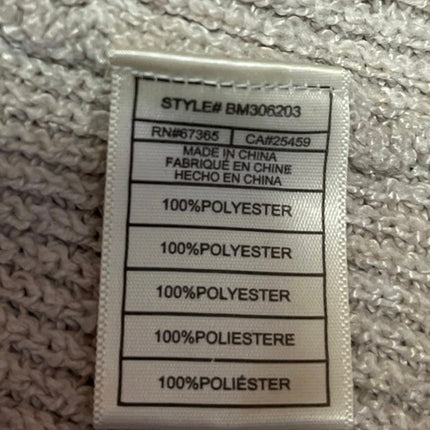 STYLE# BM306203
RN#67365 CA#25459
MADE IN CHINA
FABRIQUÉ EN CHINE
HECHO EN CHINA
100%POLYESTER
100%POLYESTER
100%POLYESTER
100%POLIESTERE
100%POLIÉSTER